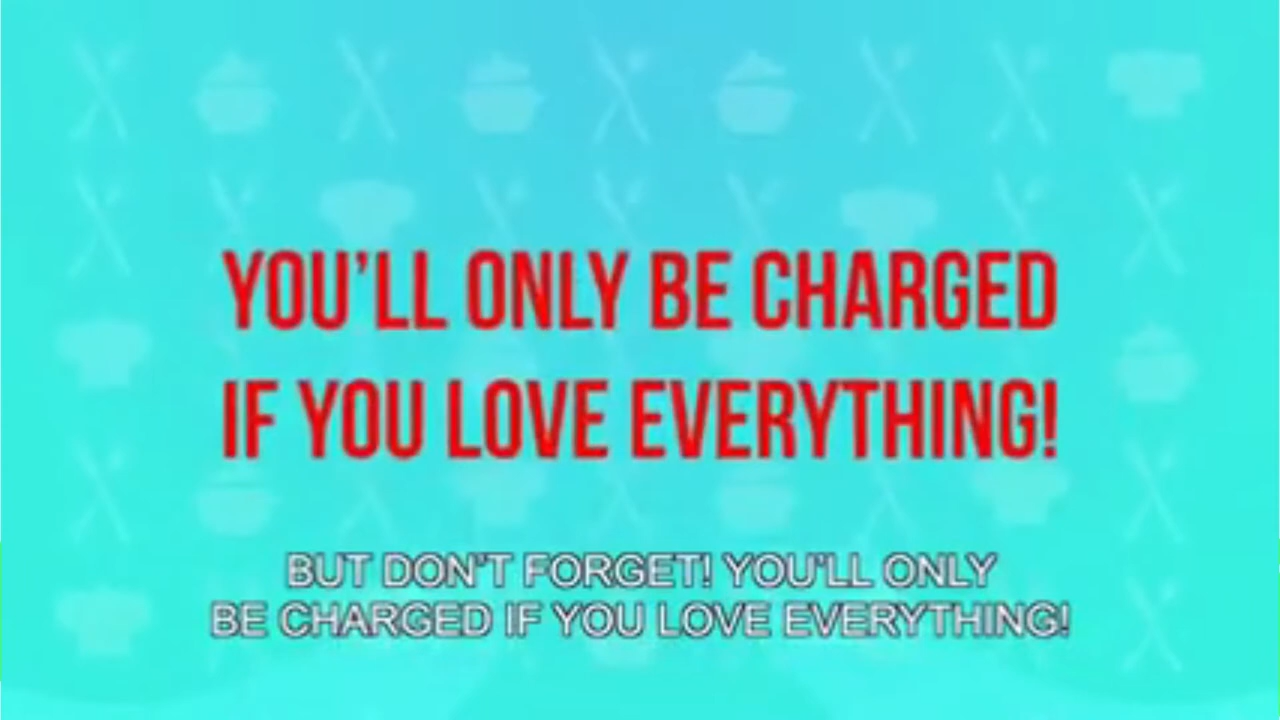 YOU’LL ONLY BE CHARGED
IF YOU LOVE EVERYTHING!
BUT DON'T FORGET! YOU'LL ONLY
BE CHARGED IF YOU LOVE EVERYTHING!